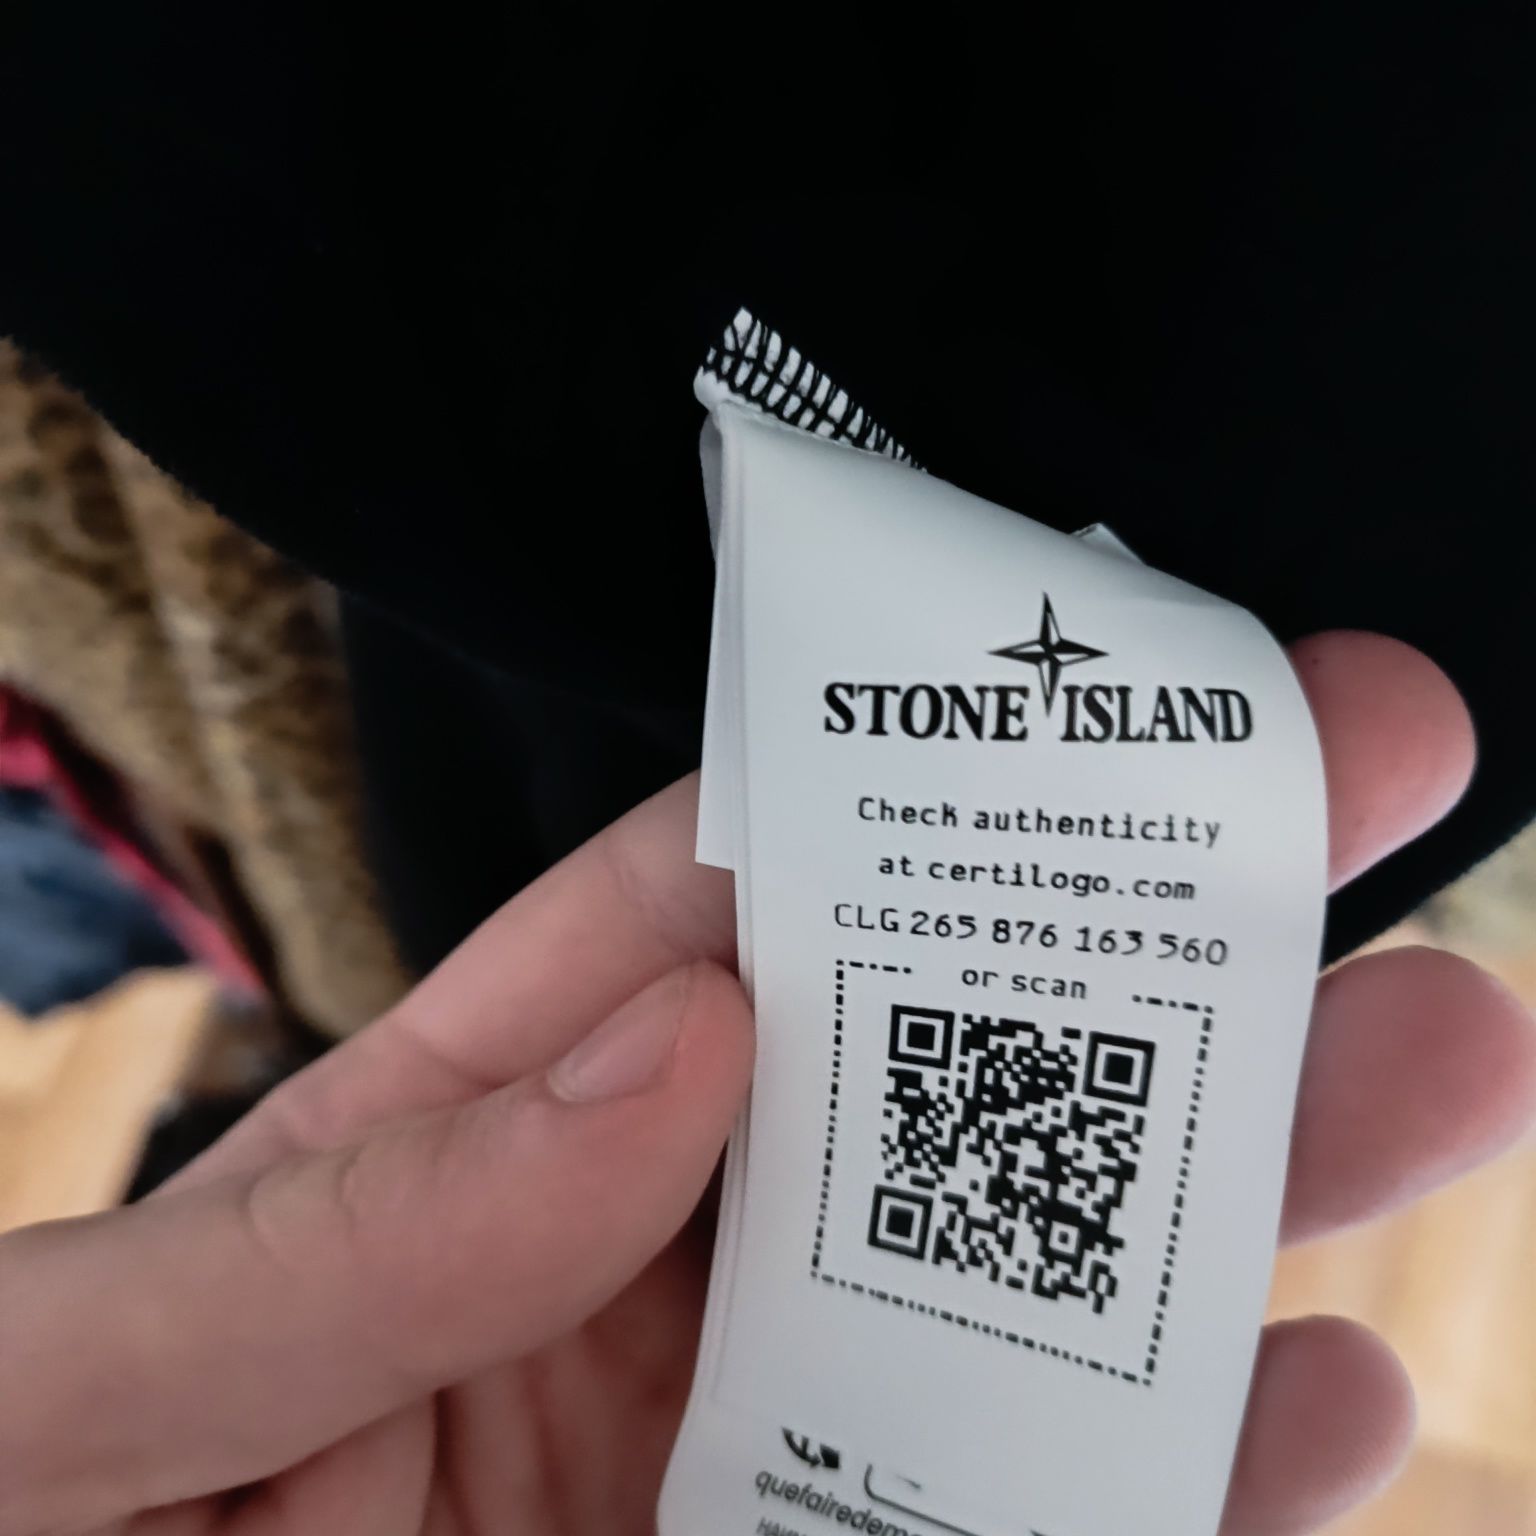 STONE ISLAND
Check authenticity
at certilogo.com
CLG 265 876 163 560
or scan